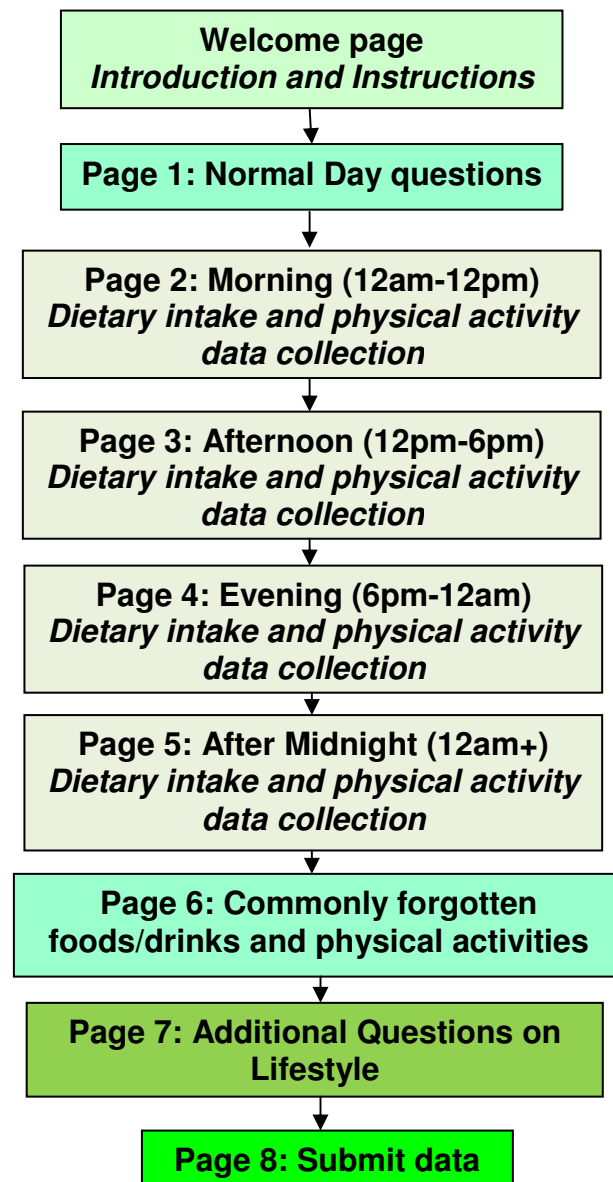 Welcome page
Introduction and Instructions
Page 1: Normal Day questions
Page 2: Morning (12am-12pm)
Dietary intake and physical activity
data collection
Page 3: Afternoon (12pm-6pm)
Dietary intake and physical activity
data collection
Page 4: Evening (6pm-12am)
Dietary intake and physical activity
data collection
Page 5: After Midnight (12am+)
Dietary intake and physical activity
data collection
Page 6: Commonly forgotten
foods/drinks and physical activities
Page 7: Additional Questions on
Lifestyle
Page 8: Submit data